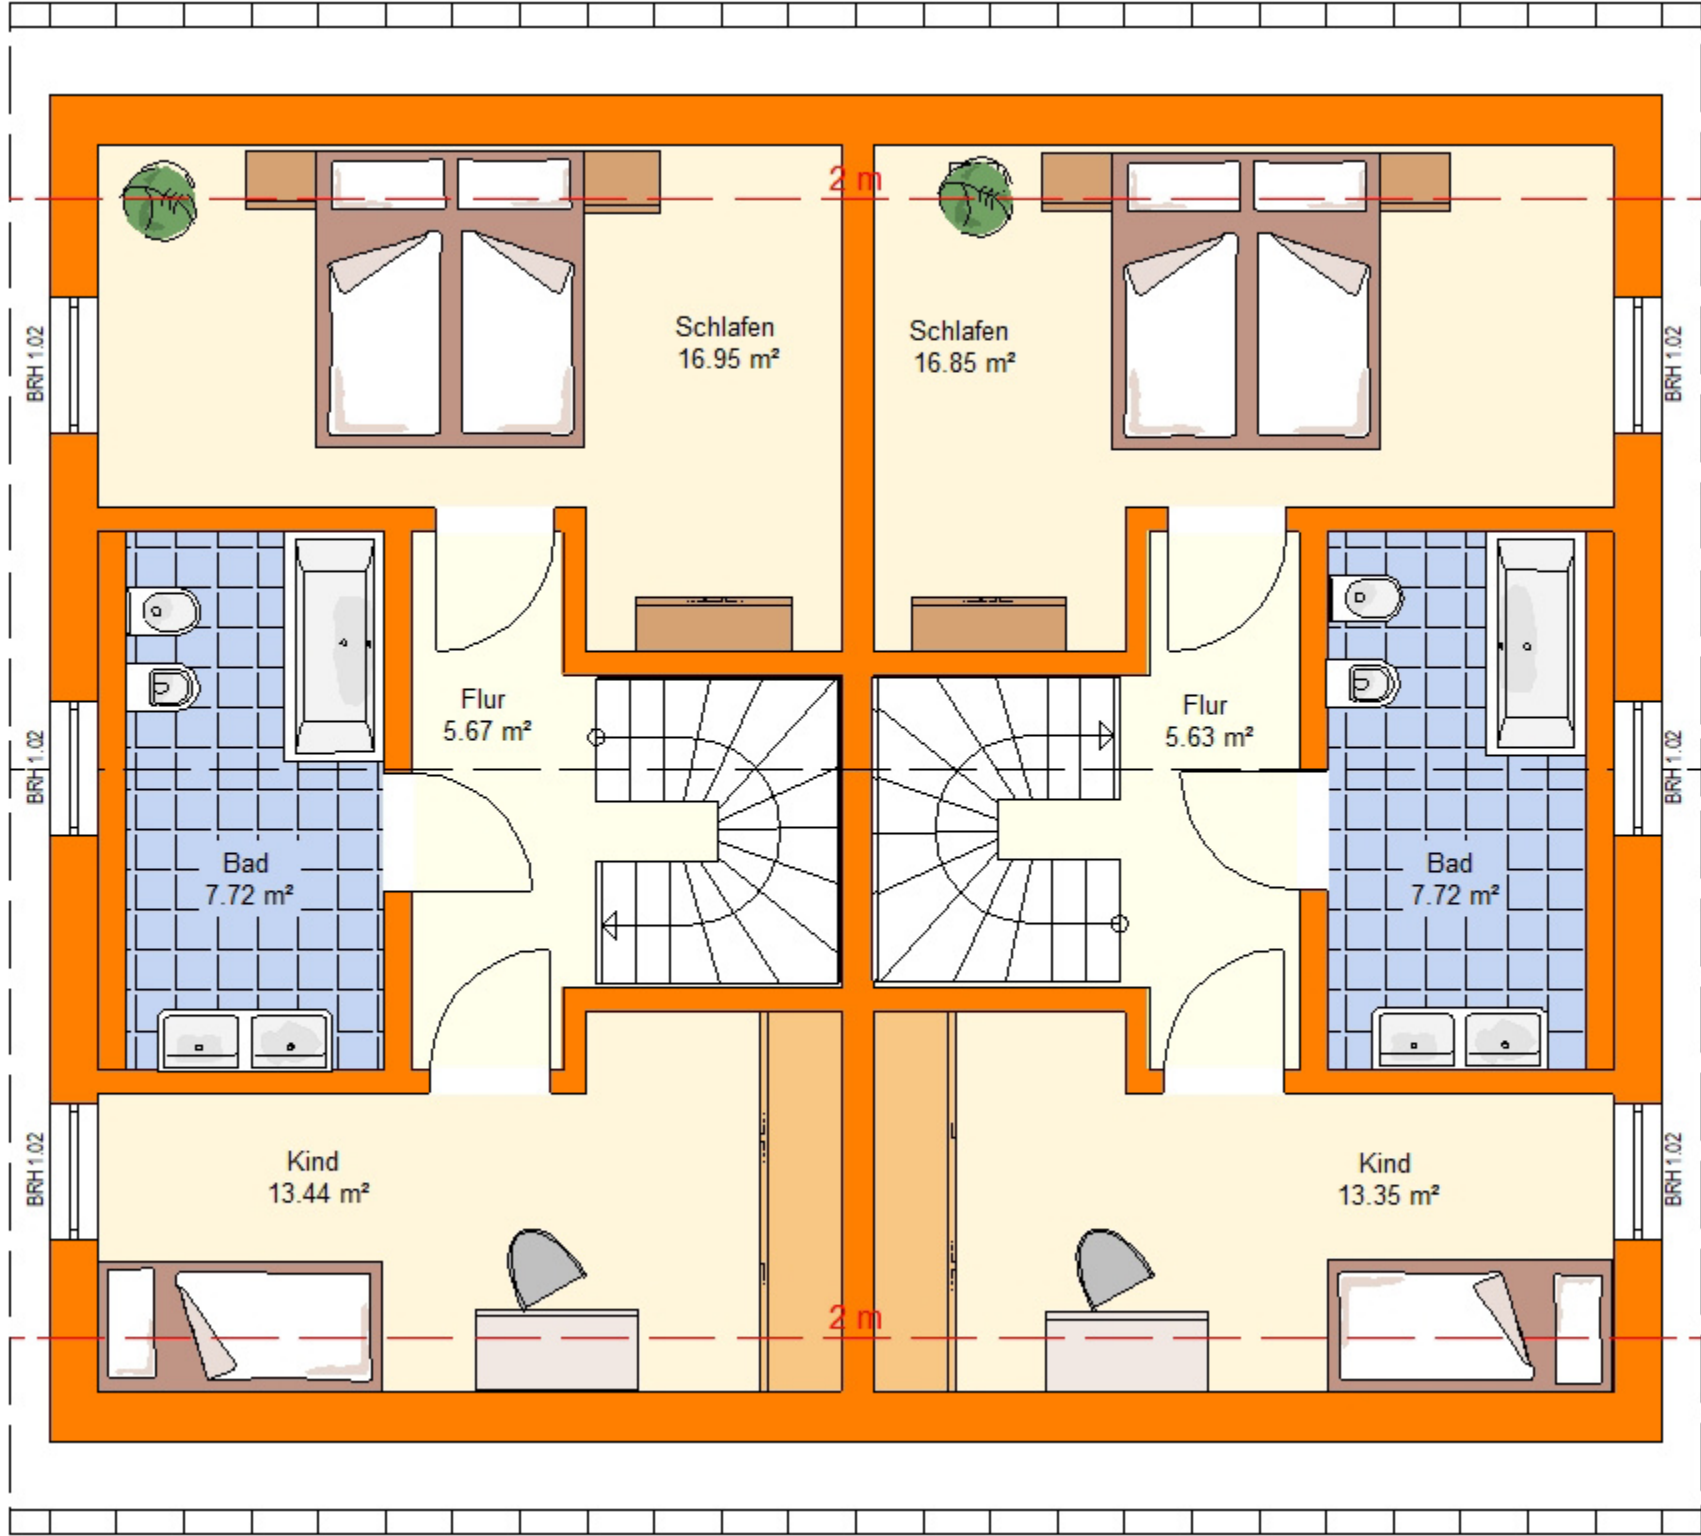 2 m
BRH 1.02
Schlafen
16.95 m²
Schlafen
16.85 m²
BRH 1.02
BRH 1.02
Flur
5.67 m²
Flur
5.63 m²
BRH 1.02
Bad
7.72 m²
Bad
7.72 m²
BRH 1.02
Kind
13.44 m²
Kind
13.35 m²
BRH 1.02
2 m